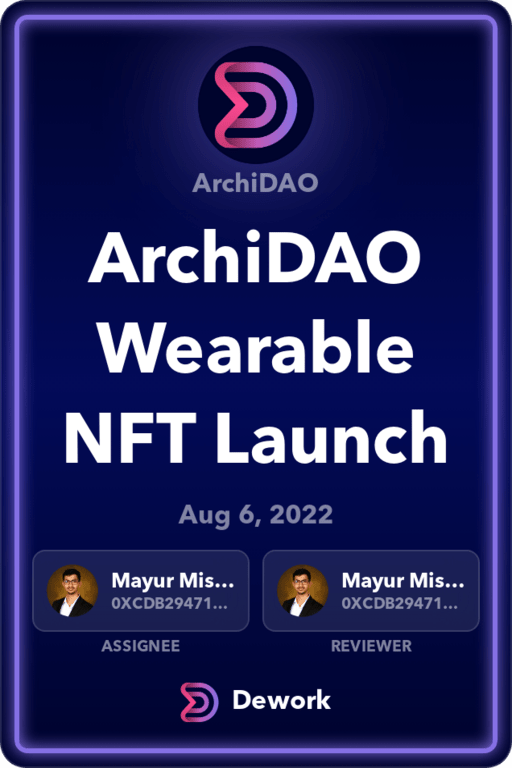 ArchiDAO
ArchiDAO
Wearable
NFT Launch
Aug 6, 2022
Mayur Mis...
0XCDB29471...
ASSIGNEE
Mayur Mis...
0XCDB29471...
REVIEWER
Dework